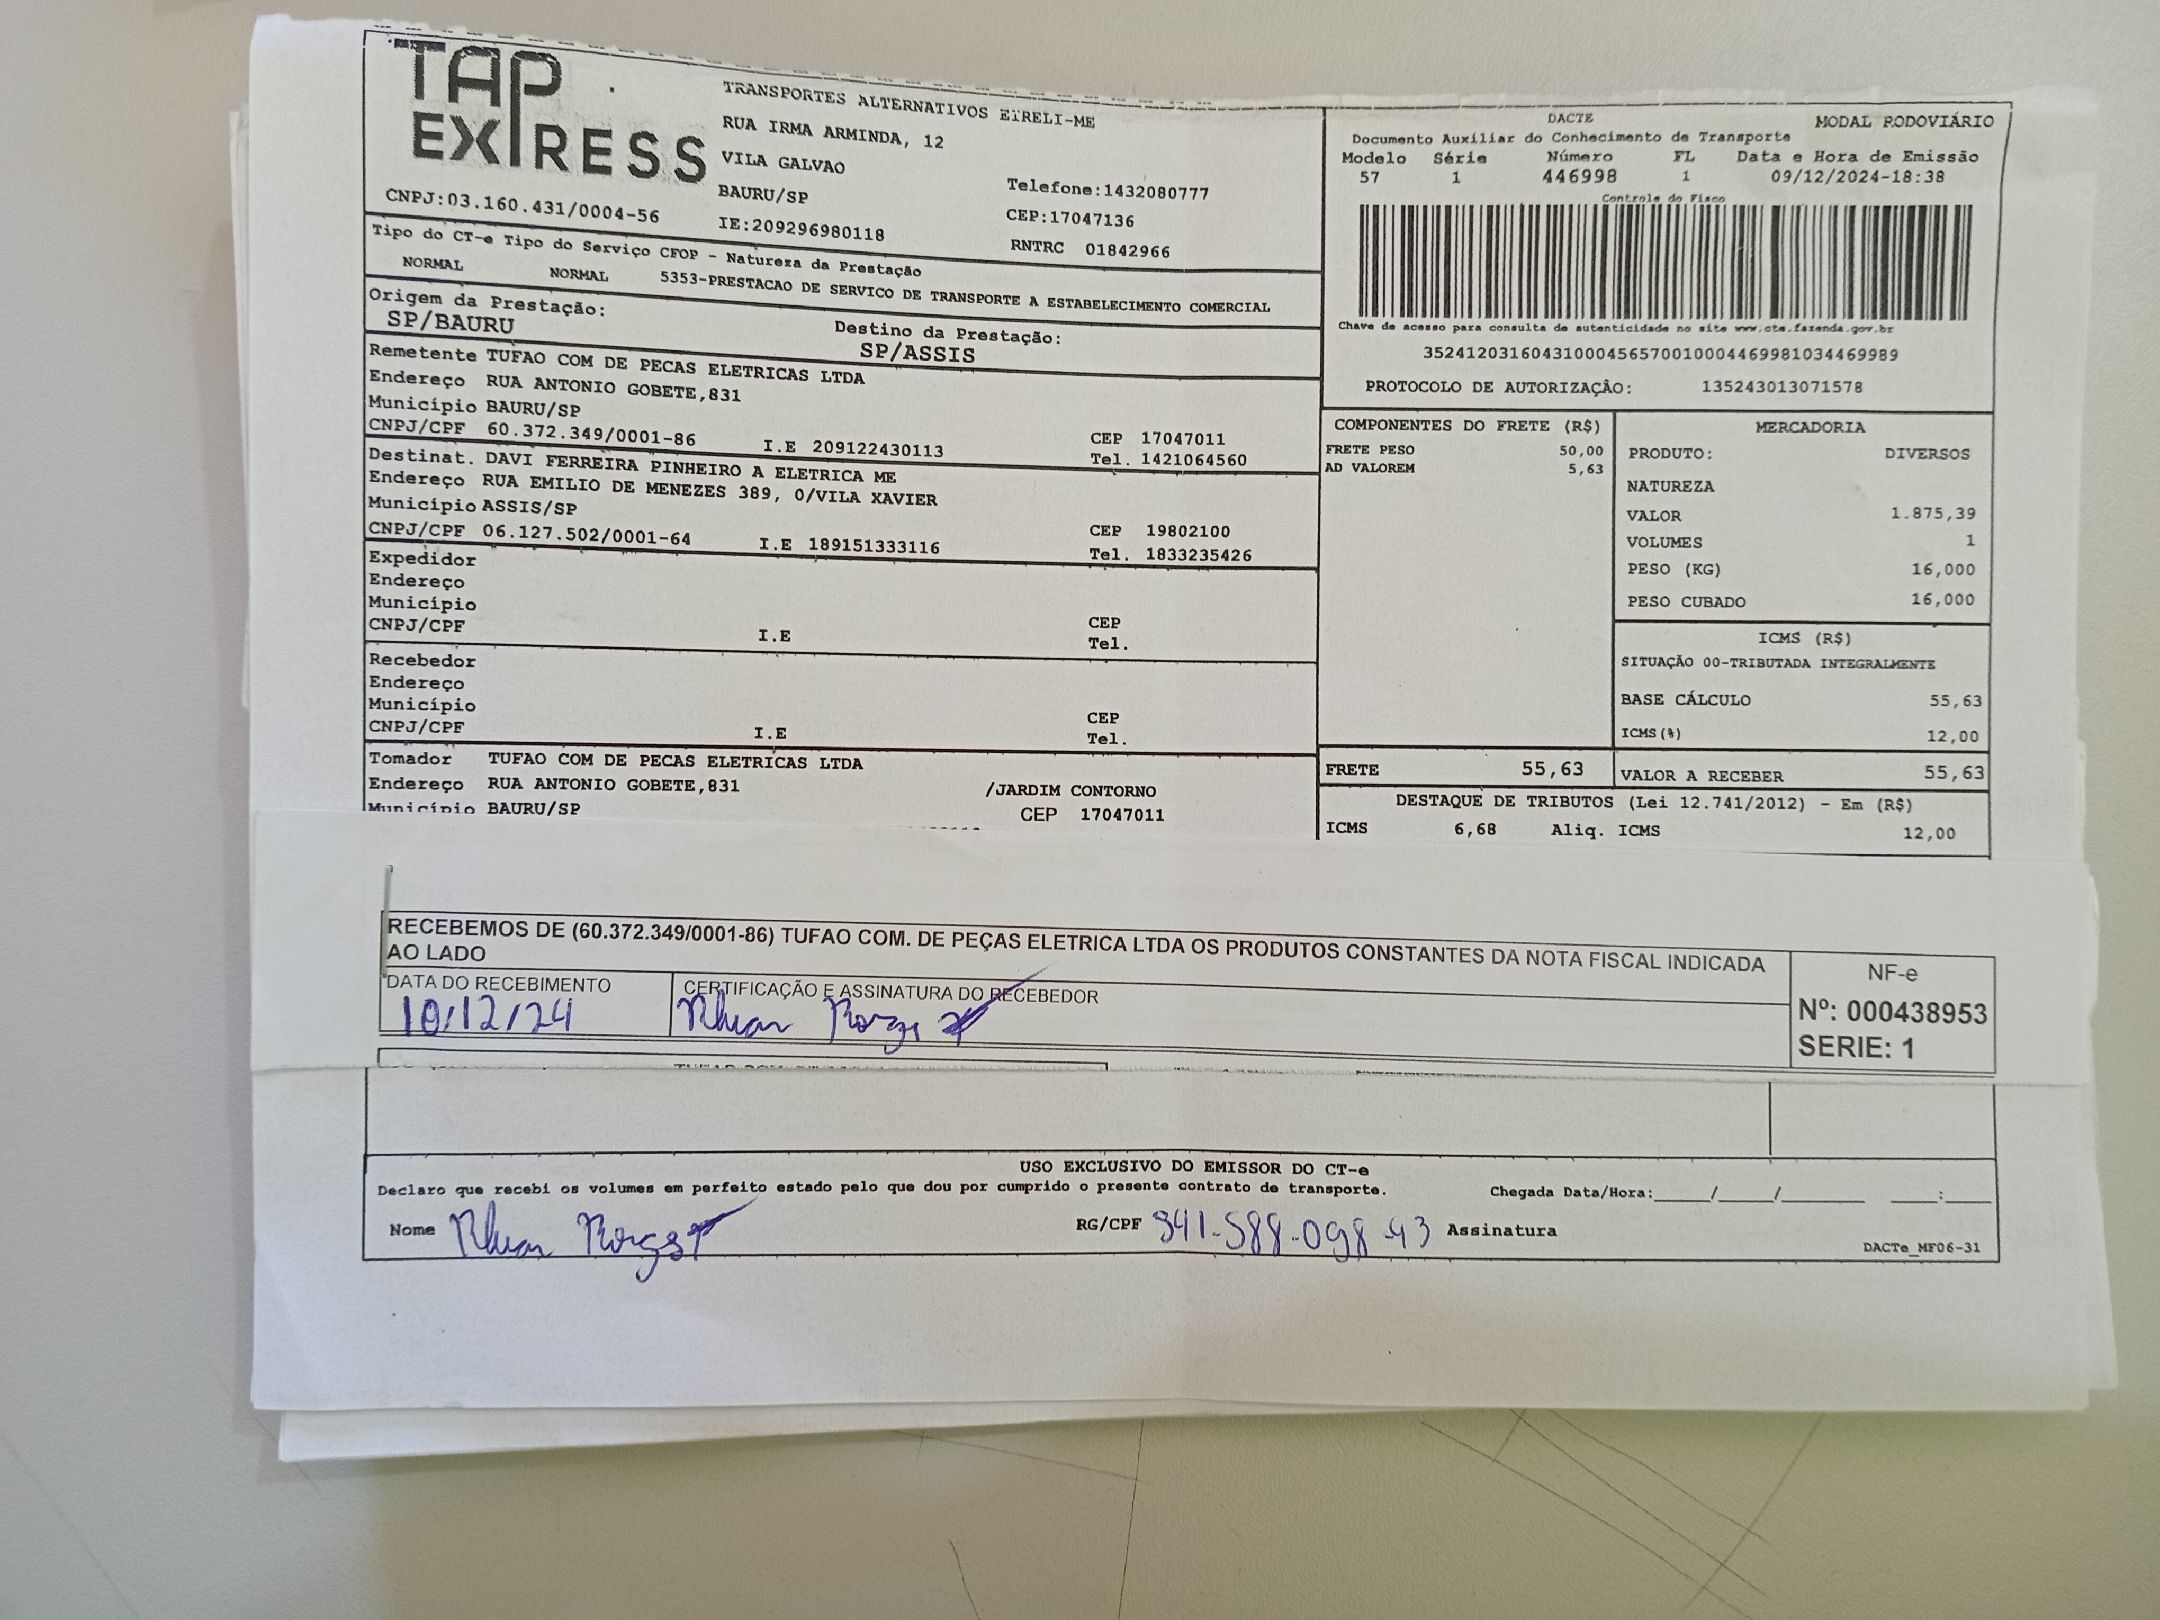 TAP
EXPRESS
TRANSPORTES ALTERNATIVOS EIRELI-ME
RUA IRMA ARMINDA, 12
VILA GALVAO
BAURU/SP
Telefone:1432080777
CEP:17047136
CNPJ:03.160.431/0004-56
IE:209296980118
RNTRC 01842966
DACTE
MODAL RODOVIÁRIO
Documento Auxiliar do Conhecimento de Transporte
Modelo Série Número FL Data e Hora de Emissão
57 1 446998 1 09/12/2024-18:38
Controle do Fisco
Chave de acesso para consulta de autenticidade no site www.cte.fazenda.gov.br
35241203160431000456570010004469981034469989
PROTOCOLO DE AUTORIZAÇÃO: 135243013071578
Tipo do CT-e Tipo do Serviço CFOP - Natureza da Prestação
NORMAL NORMAL 5353-PRESTACAO DE SERVICO DE TRANSPORTE A ESTABELECIMENTO COMERCIAL
Origem da Prestação:
SP/BAURU
Destino da Prestação:
SP/ASSIS
Remetente TUFAO COM DE PECAS ELETRICAS LTDA
Endereço RUA ANTONIO GOBETE,831
Município BAURU/SP
CEP 17047011
CNPJ/CPF 60.372.349/0001-86 I.E 209122430113
Tel. 1421064560
Destinat. DAVI FERREIRA PINHEIRO A ELETRICA ME
Endereço RUA EMILIO DE MENEZES 389, 0/VILA XAVIER
Município ASSIS/SP
CEP 19802100
CNPJ/CPF 06.127.502/0001-64 I.E 189151333116
Tel. 1833235426
Expedidor
Endereço
Município
CEP
CNPJ/CPF I.E
Tel.
Recebedor
Endereço
Município
CEP
CNPJ/CPF I.E
Tel.
Tomador TUFAO COM DE PECAS ELETRICAS LTDA
Endereço RUA ANTONIO GOBETE,831 /JARDIM CONTORNO
Município BAURU/SP CEP 17047011
COMPONENTES DO FRETE (R$)
FRETE PESO 50,00
AD VALOREM 5,63
MERCADORIA
PRODUTO: DIVERSOS
NATUREZA
VALOR 1.875,39
VOLUMES 1
PESO (KG) 16,000
PESO CUBADO 16,000
ICMS (R$)
SITUAÇÃO 00-TRIBUTADA INTEGRALMENTE
BASE CÁLCULO 55,63
ICMS(%) 12,00
FRETE 55,63
VALOR A RECEBER 55,63
DESTAQUE DE TRIBUTOS (Lei 12.741/2012) - Em (R$)
ICMS 6,68 Aliq. ICMS 12,00
RECEBEMOS DE (60.372.349/0001-86) TUFAO COM. DE PEÇAS ELETRICA LTDA OS PRODUTOS CONSTANTES DA NOTA FISCAL INDICADA
AO LADO
DATA DO RECEBIMENTO
10/12/24
CERTIFICAÇÃO E ASSINATURA DO RECEBEDOR
NF-e
Nº: 000438953
SERIE: 1
USO EXCLUSIVO DO EMISSOR DO CT-e
Declaro que recebi os volumes em perfeito estado pelo que dou por cumprido o presente contrato de transporte.
Chegada Data/Hora:____/____/______ ___:___
Nome
RG/CPF 541.588.098-43 Assinatura
DACTe_MF06-31